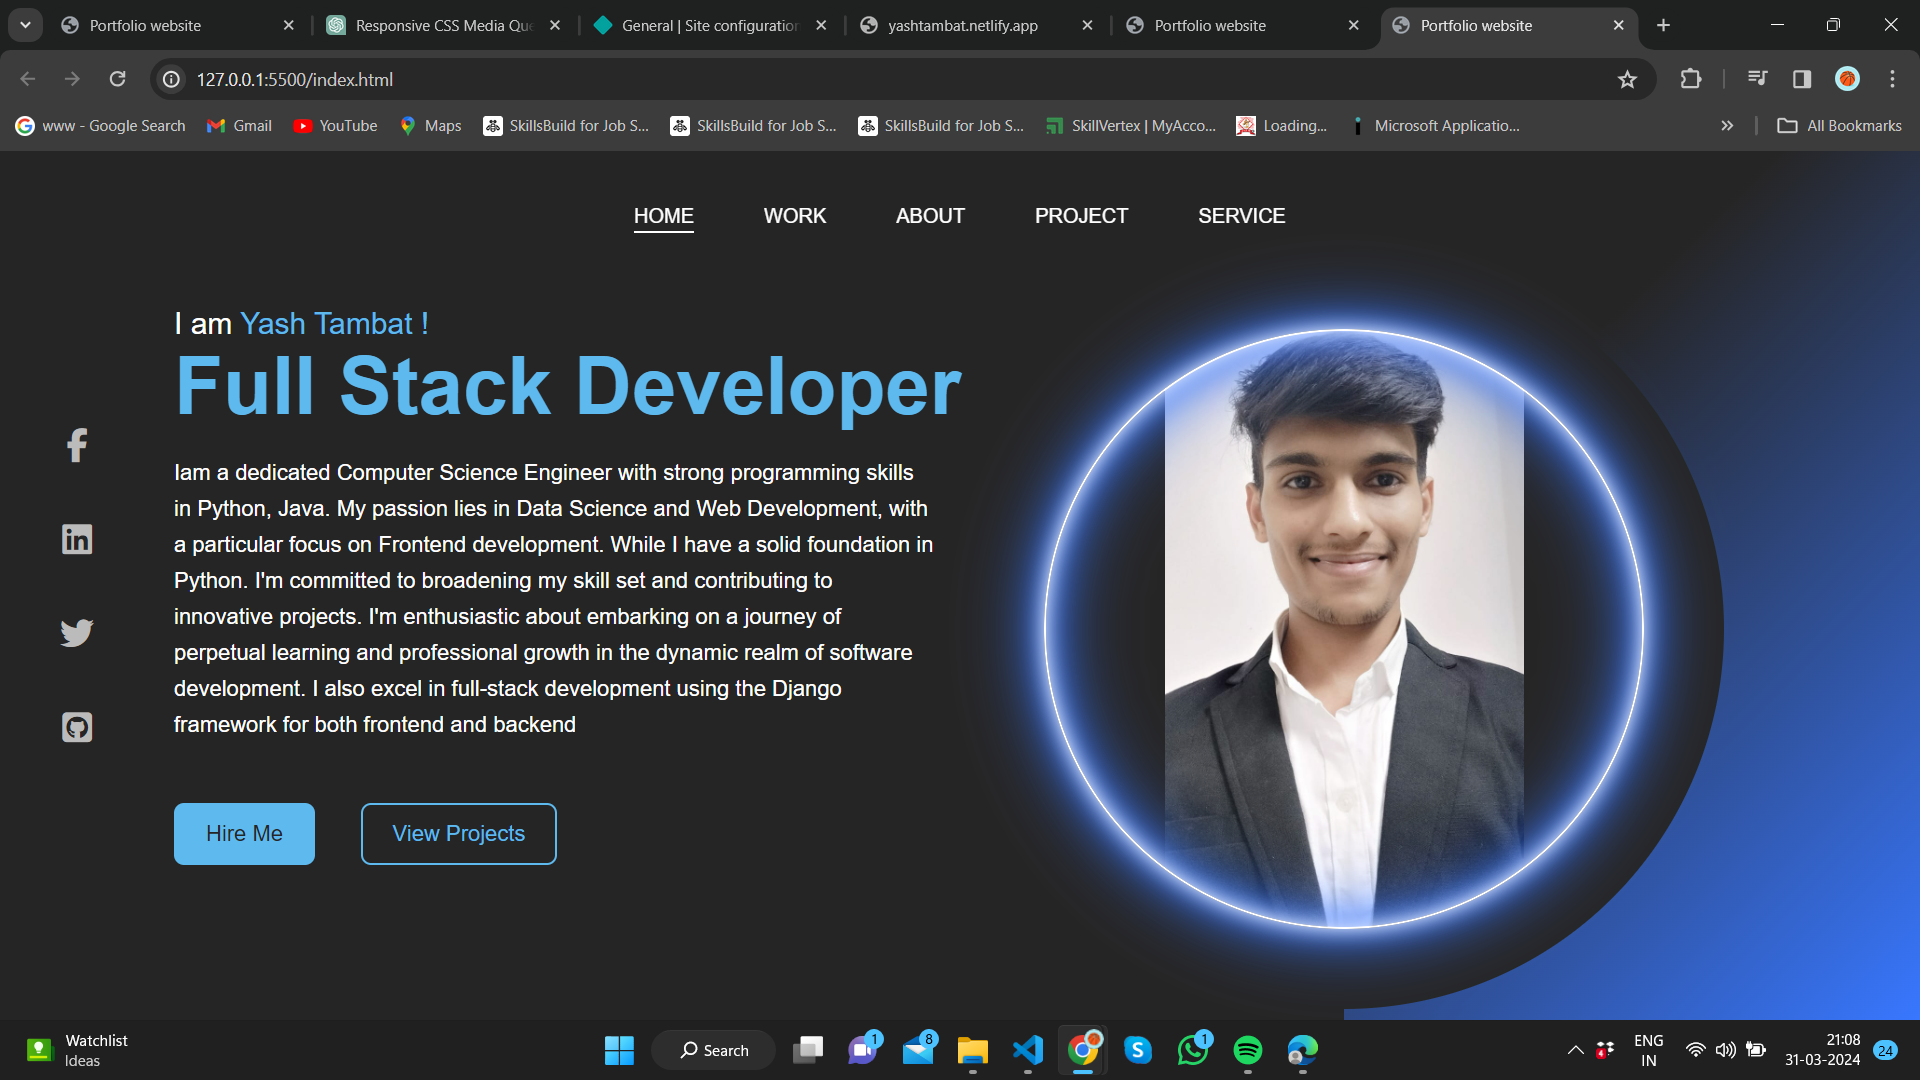 Portfolio website
Responsive CSS Media Que
General | Site configuration
yashtambat.netlify.app
Portfolio website
Portfolio website
127.0.0.1:5500/index.html
www - Google Search
Gmail
YouTube
Maps
SkillsBuild for Job S...
SkillsBuild for Job S...
SkillsBuild for Job S...
SkillVertex | MyAcco...
Loading...
Microsoft Applicatio...
All Bookmarks
HOME
WORK
ABOUT
PROJECT
SERVICE
I am Yash Tambat !
Full Stack Developer
Iam a dedicated Computer Science Engineer with strong programming skills
in Python, Java. My passion lies in Data Science and Web Development, with
a particular focus on Frontend development. While I have a solid foundation in
Python. I'm committed to broadening my skill set and contributing to
innovative projects. I'm enthusiastic about embarking on a journey of
perpetual learning and professional growth in the dynamic realm of software
development. I also excel in full-stack development using the Django
framework for both frontend and backend
Hire Me
View Projects
Watchlist
Ideas
Search
1
8
1
4
ENG
IN
21:08
31-03-2024
24